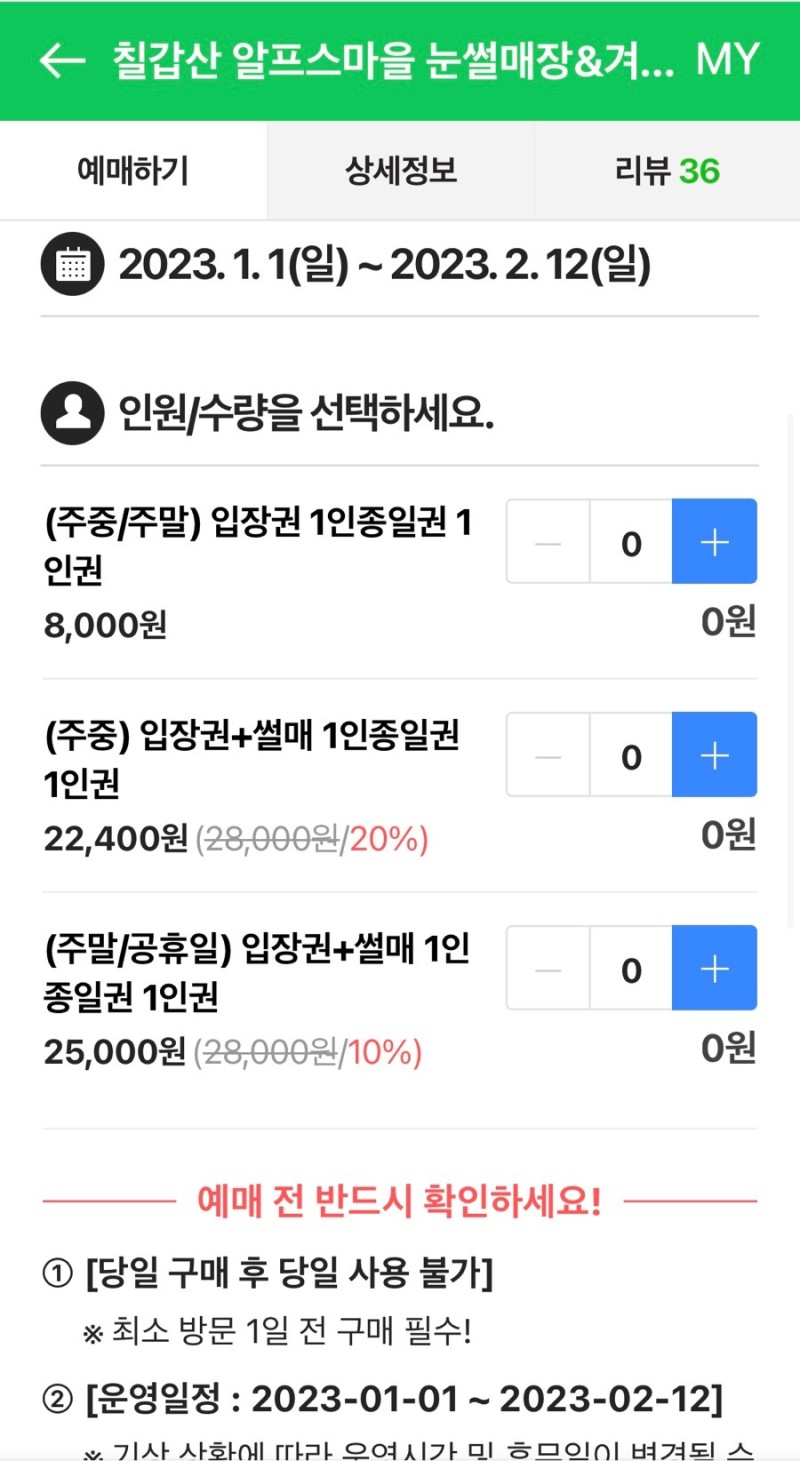 칠갑산 알프스마을 눈썰매장&겨... MY
예매하기 상세정보 리뷰 36
2023. 1. 1(일) ~ 2023. 2. 12(일)
인원/수량을 선택하세요.
(주중/주말) 입장권 1인종일권 1
인권
0
8,000원
0원
(주중) 입장권+썰매 1인종일권
1인권
0
22,400원 (28,000원/20%)
0원
(주말/공휴일) 입장권+썰매 1인
종일권 1인권
0
25,000원 (28,000원/10%)
0원
예매 전 반드시 확인하세요!
① [당일 구매 후 당일 사용 불가]
※ 최소 방문 1일 전 구매 필수!
② [운영일정 : 2023-01-01 ~ 2023-02-12]
※ 기상 상황에 따라 운영시간 및 휴무일이 변경될 수